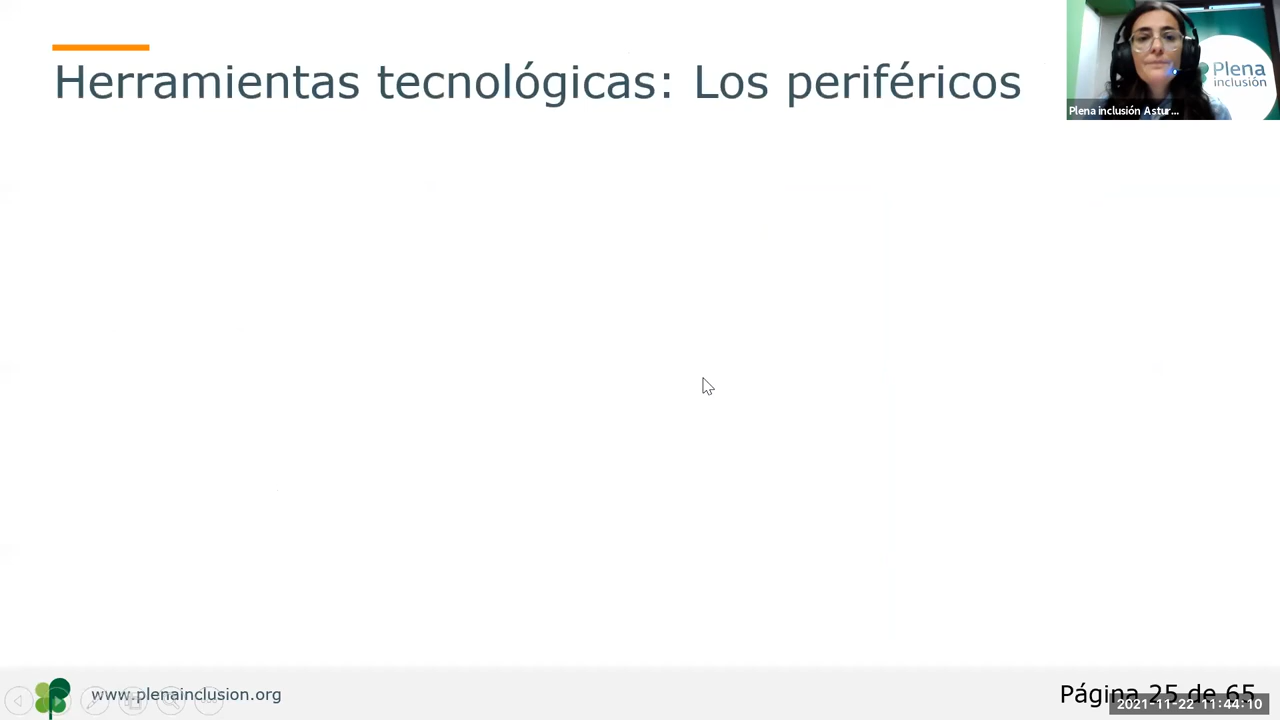 Herramientas tecnológicas: Los periféricos
Plena
inclusión
Plena inclusión Astur...
www.plenainclusion.org
Página 25 de 65
2021-11-22 11:44:10